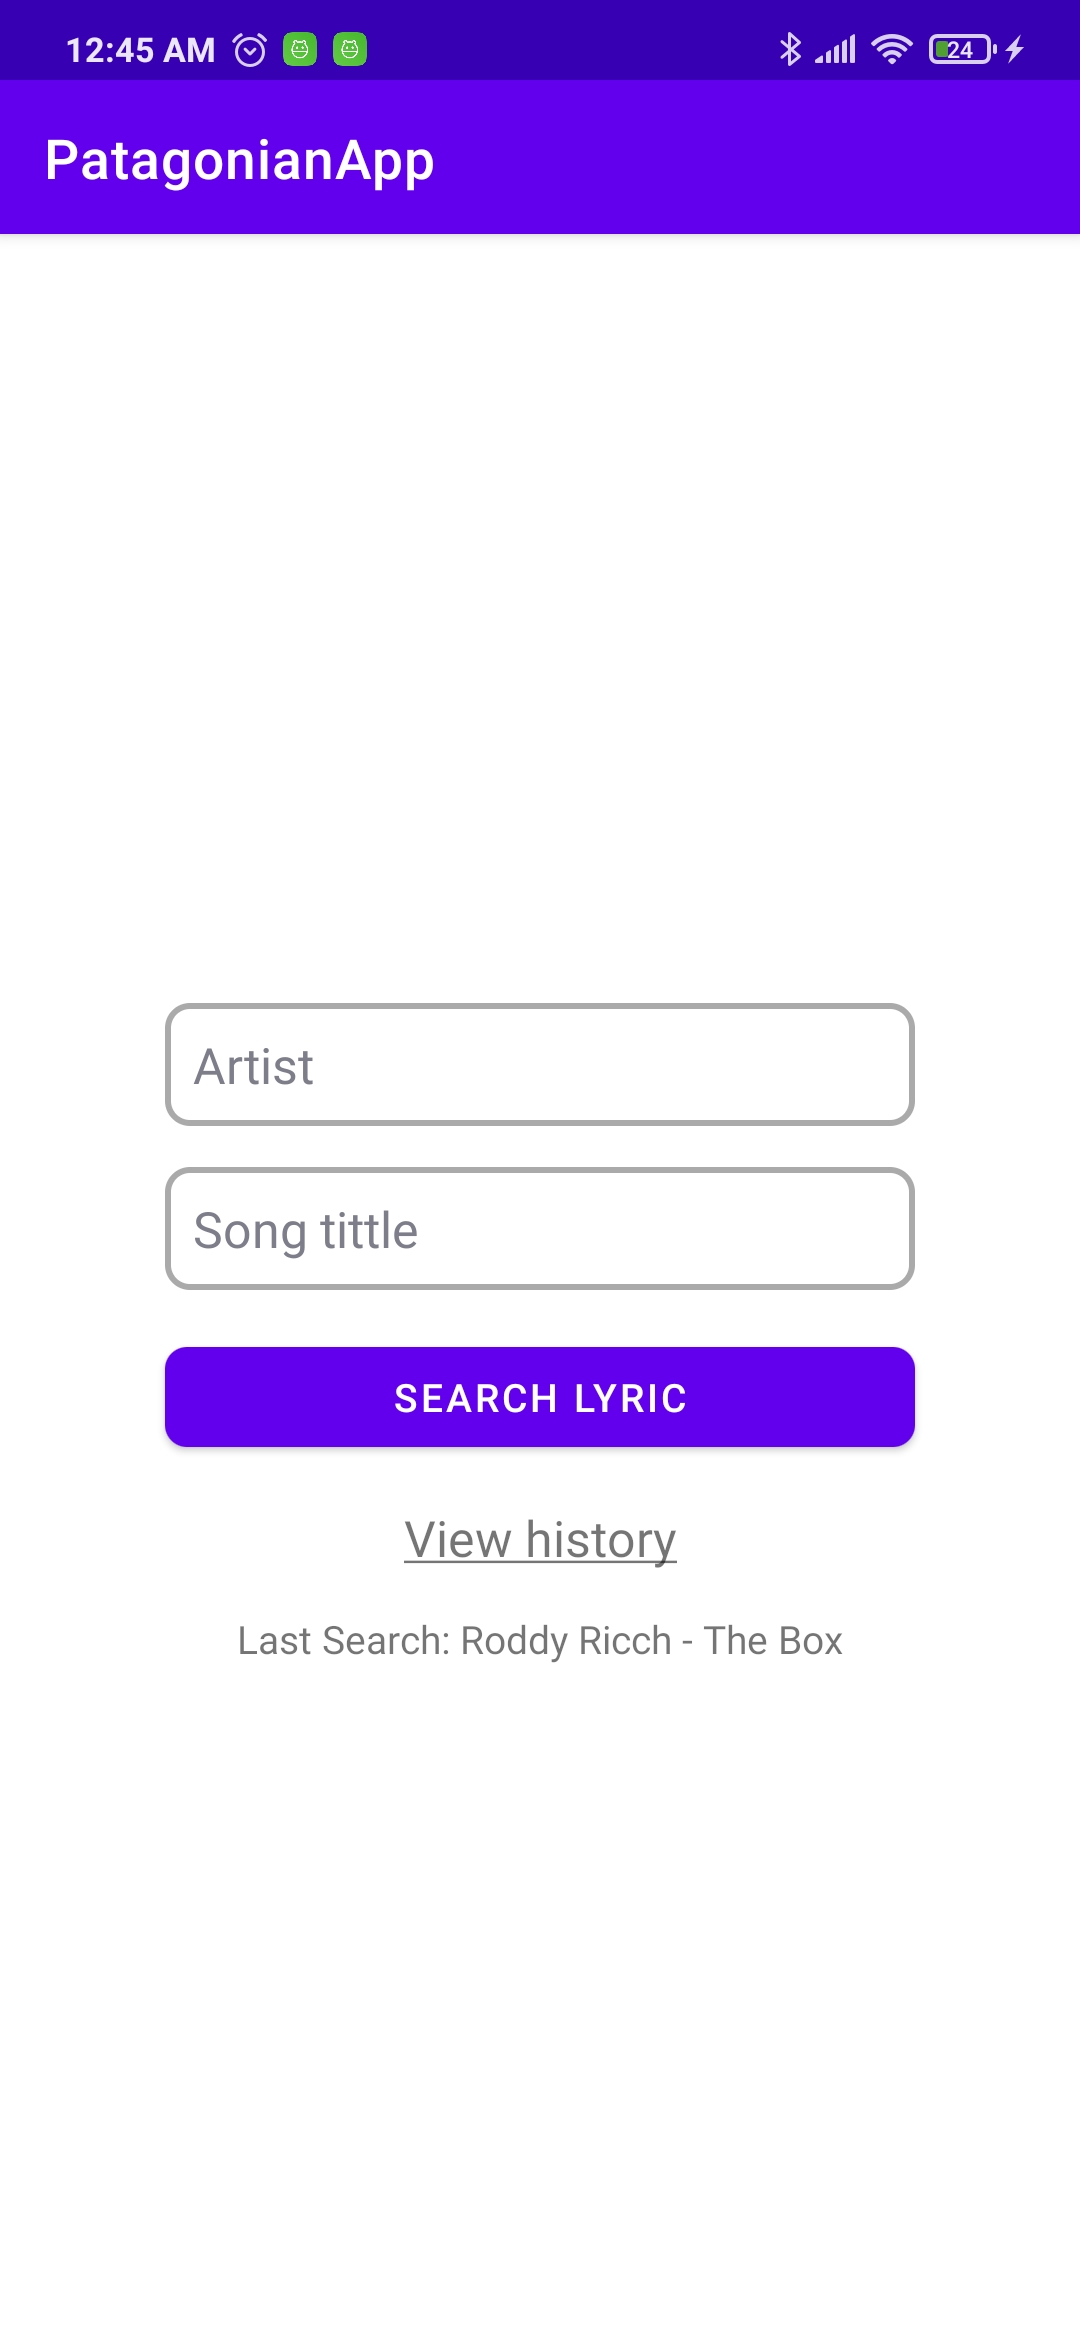 12:45 AM
24
PatagonianApp
Artist
Song tittle
SEARCH LYRIC
View history
Last Search: Roddy Ricch - The Box